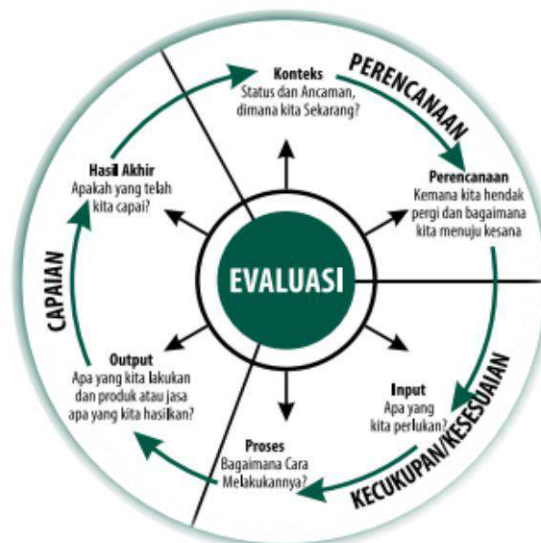 PERENCANAAN
Konteks
Status dan Ancaman,
dimana kita Sekarang?
Perencanaan
Kemana kita hendak
pergi dan bagaimana
kita menuju kesana
KECUKUPAN/KESESUAIAN
Input
Apa yang
kita perlukan?
Proses
Bagaimana Cara
Melakukannya?
CAPAIAN
Output
Apa yang kita lakukan
dan produk atau jasa
apa yang kita hasilkan?
Hasil Akhir
Apakah yang telah
kita capai?
EVALUASI